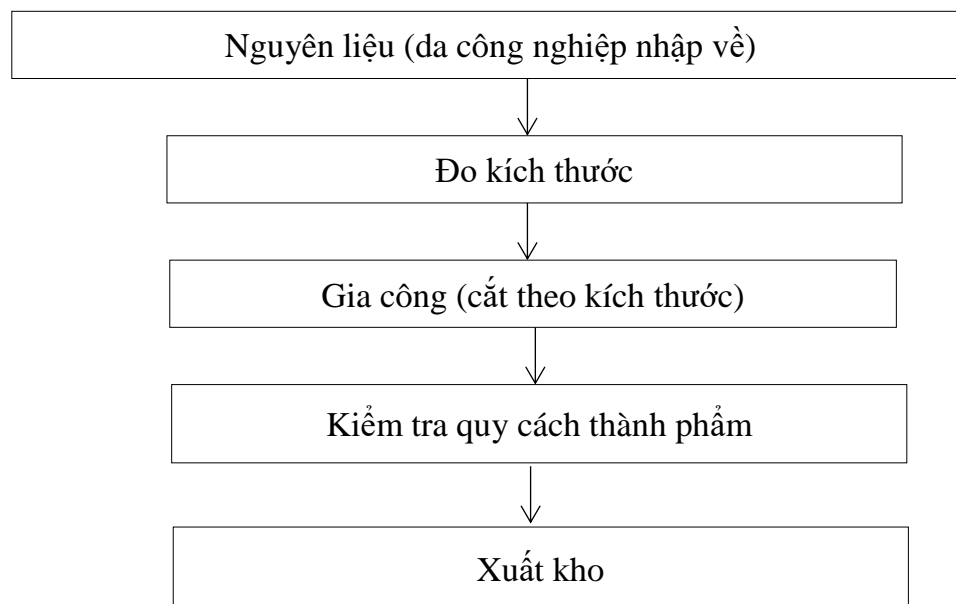 Nguyên liệu (da công nghiệp nhập về)
Đo kích thước
Gia công (cắt theo kích thước)
Kiểm tra quy cách thành phẩm
Xuất kho